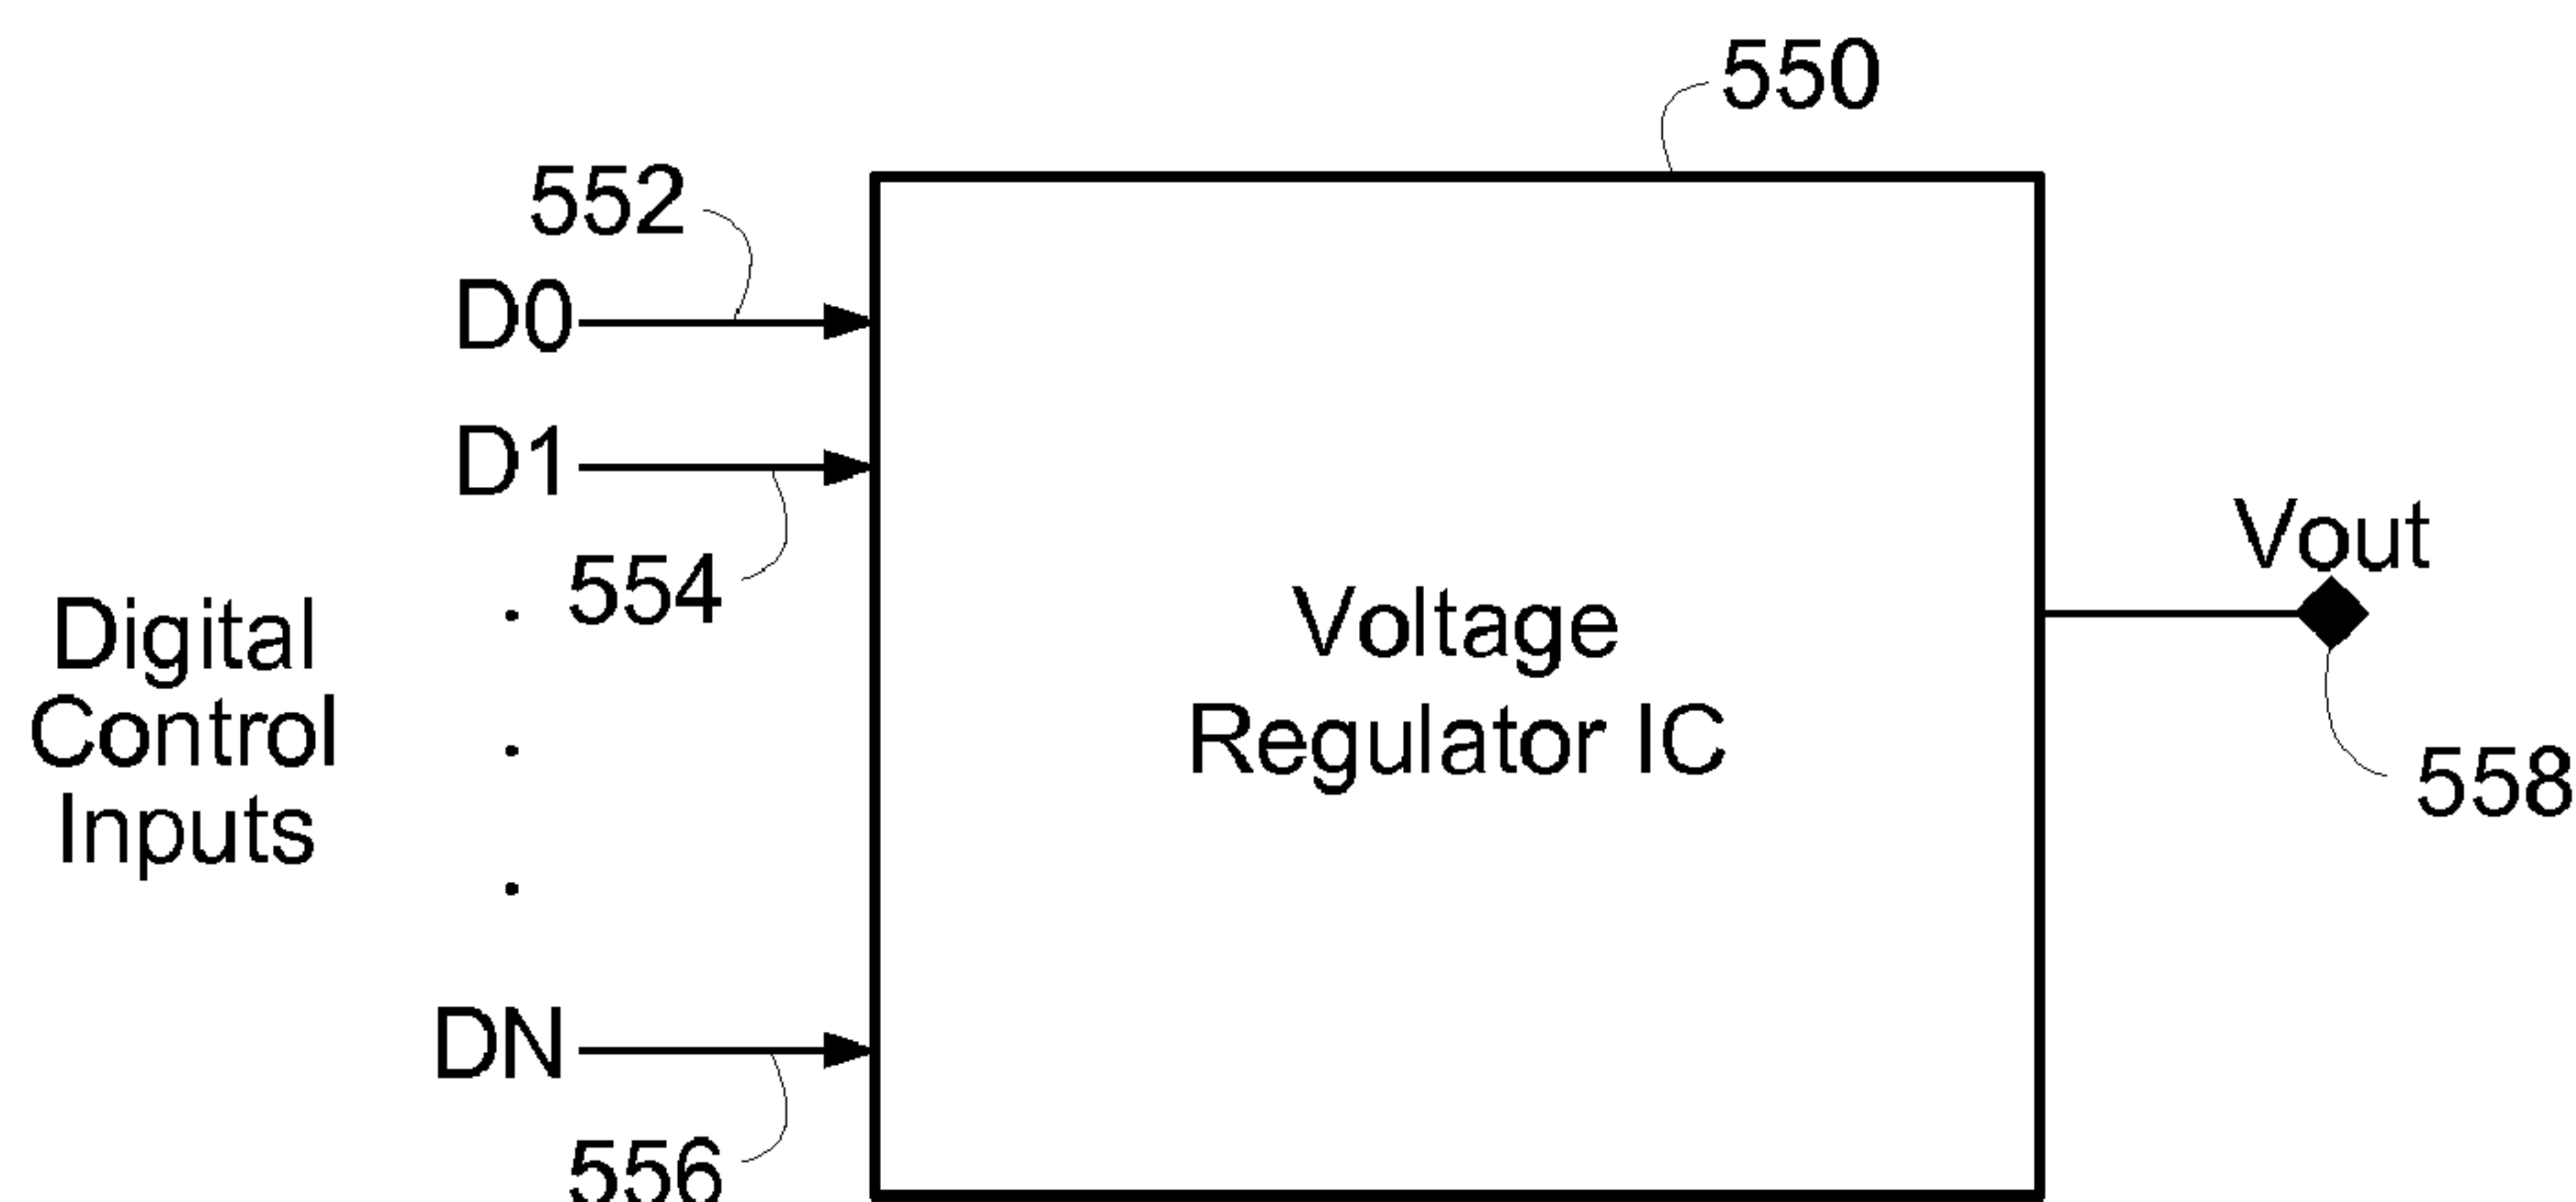 550
552
D0
D1
554
Digital
Control
Inputs
Voltage
Regulator IC
Vout
558
DN
556